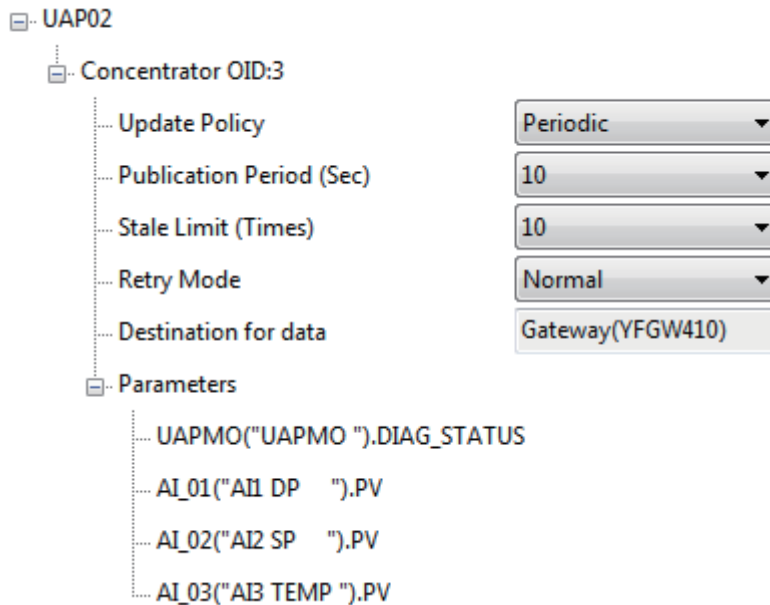 UAP02
Concentrator OID:3
Update Policy Periodic
Publication Period (Sec) 10
Stale Limit (Times) 10
Retry Mode Normal
Destination for data Gateway(YFGW410)
Parameters
UAPMO("UAPMO ").DIAG_STATUS
AI_01("AI1 DP     ").PV
AI_02("AI2 SP     ").PV
AI_03("AI3 TEMP ").PV